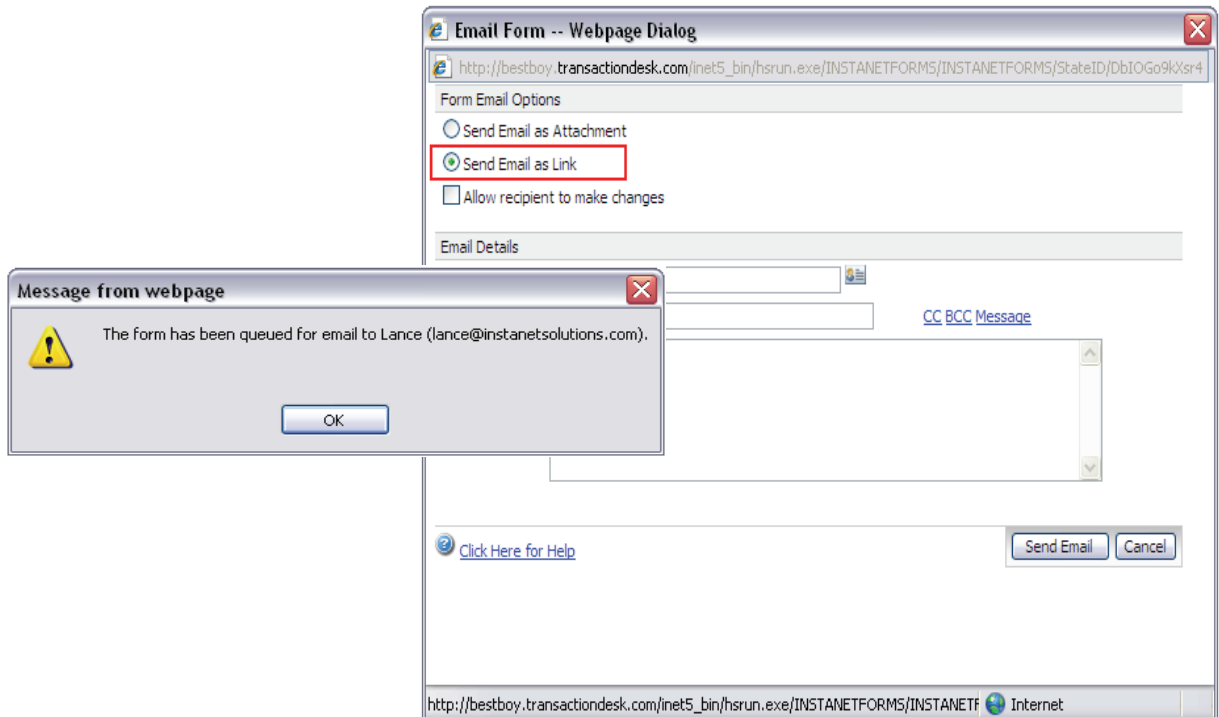 Email Form -- Webpage Dialog
http://bestboy.transactiondesk.com/inet5_bin/hsrun.exe/INSTANETFORMS/INSTANETFORMS/StateID/DbIOGo9kXsr4
Form Email Options
Send Email as Attachment
Send Email as Link
Allow recipient to make changes
Email Details
Message from webpage
The form has been queued for email to Lance (lance@instanetsolutions.com).
OK
CC BCC Message
Click Here for Help
Send Email
Cancel
http://bestboy.transactiondesk.com/inet5_bin/hsrun.exe/INSTANETFORMS/INSTANETF
Internet